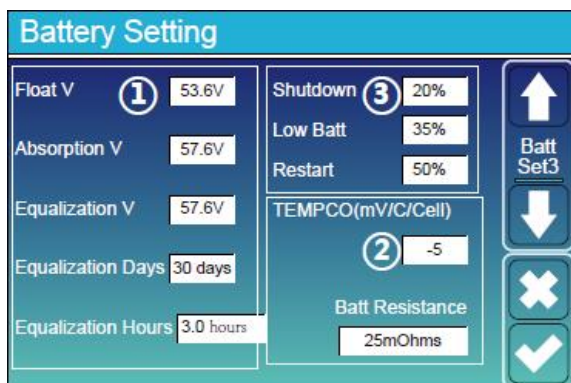 Battery Setting
Float V ① 53.6V
Absorption V 57.6V
Equalization V 57.6V
Equalization Days 30 days
Equalization Hours 3.0 hours
Shutdown ③ 20%
Low Batt 35%
Restart 50%
TEMPCO(mV/C/Cell)
② -5
Batt Resistance
25mOhms
Batt
Set3